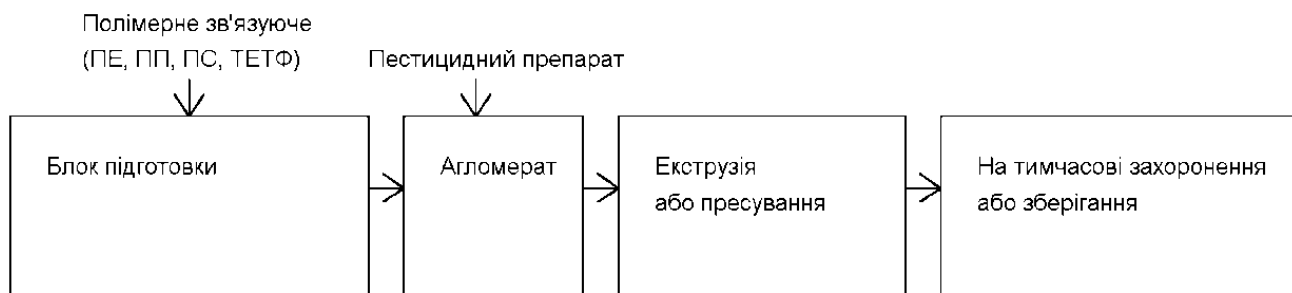 Полімерне зв'язуюче
(ПЕ, ПП, ПС, ТЕТФ)
Пестицидний препарат
Блок підготовки
Агломерат
Екструзія
або пресування
На тимчасові захоронення
або зберігання